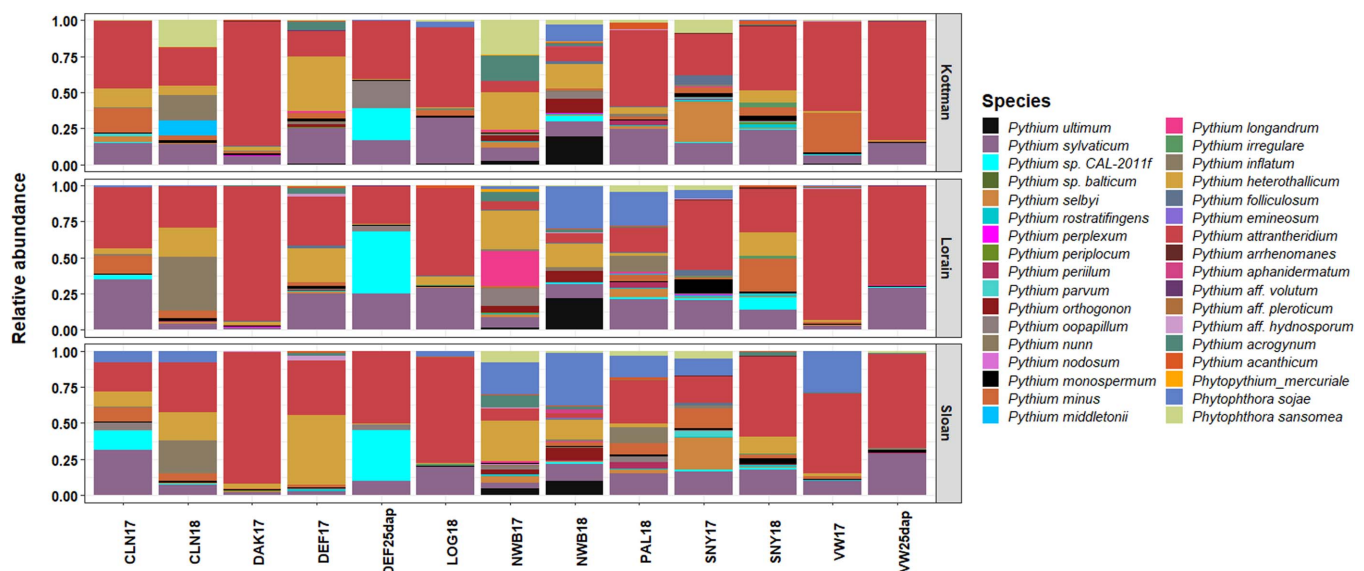 1.00
0.75
0.50
0.25
0.00
Kottman
1.00
0.75
0.50
0.25
0.00
Lorain
1.00
0.75
0.50
0.25
0.00
Sloan
Relative abundance
CLN17
CLN18
DAK17
DEF17
DEF25dap
LOG18
NWB17
NWB18
PAL18
SNY17
SNY18
VW17
VW25dap
Species
Pythium ultimum
Pythium sylvaticum
Pythium sp. CAL-2011f
Pythium sp. balticum
Pythium selbyi
Pythium rostratifingens
Pythium perplexum
Pythium periplocum
Pythium periilum
Pythium parvum
Pythium orthogonon
Pythium oopapillum
Pythium nunn
Pythium nodosum
Pythium monospermum
Pythium minus
Pythium middletonii
Pythium longandrum
Pythium irregulare
Pythium inflatum
Pythium heterothallicum
Pythium folliculosum
Pythium emineosum
Pythium attrantheridium
Pythium arrhenomanes
Pythium aphanidermatum
Pythium aff. volutum
Pythium aff. pleroticum
Pythium aff. hydnosporum
Pythium acrogynum
Pythium acanthicum
Phytopythium_mercuriale
Phytophthora sojae
Phytophthora sansomea